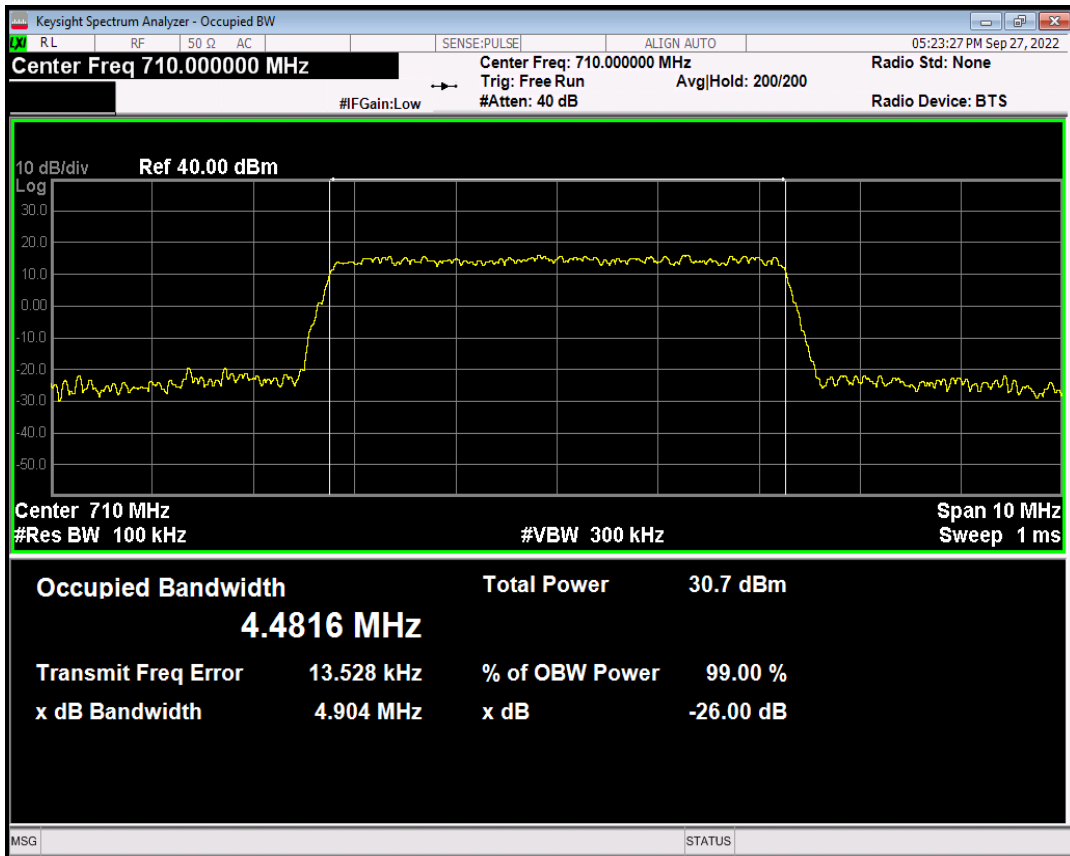 Keysight Spectrum Analyzer - Occupied BW
LXI RL RF 50 Ω AC SENSE:PULSE ALIGN AUTO 05:23:27 PM Sep 27, 2022
Center Freq 710.000000 MHz Center Freq: 710.000000 MHz Radio Std: None
Trig: Free Run Avg|Hold: 200/200
#IFGain:Low #Atten: 40 dB Radio Device: BTS
10 dB/div Ref 40.00 dBm
Log
30.0
20.0
10.0
0.00
-10.0
-20.0
-30.0
-40.0
-50.0
Center 710 MHz Span 10 MHz
#Res BW 100 kHz #VBW 300 kHz Sweep 1 ms
Occupied Bandwidth Total Power 30.7 dBm
4.4816 MHz
Transmit Freq Error 13.528 kHz % of OBW Power 99.00 %
x dB Bandwidth 4.904 MHz x dB -26.00 dB
MSG STATUS